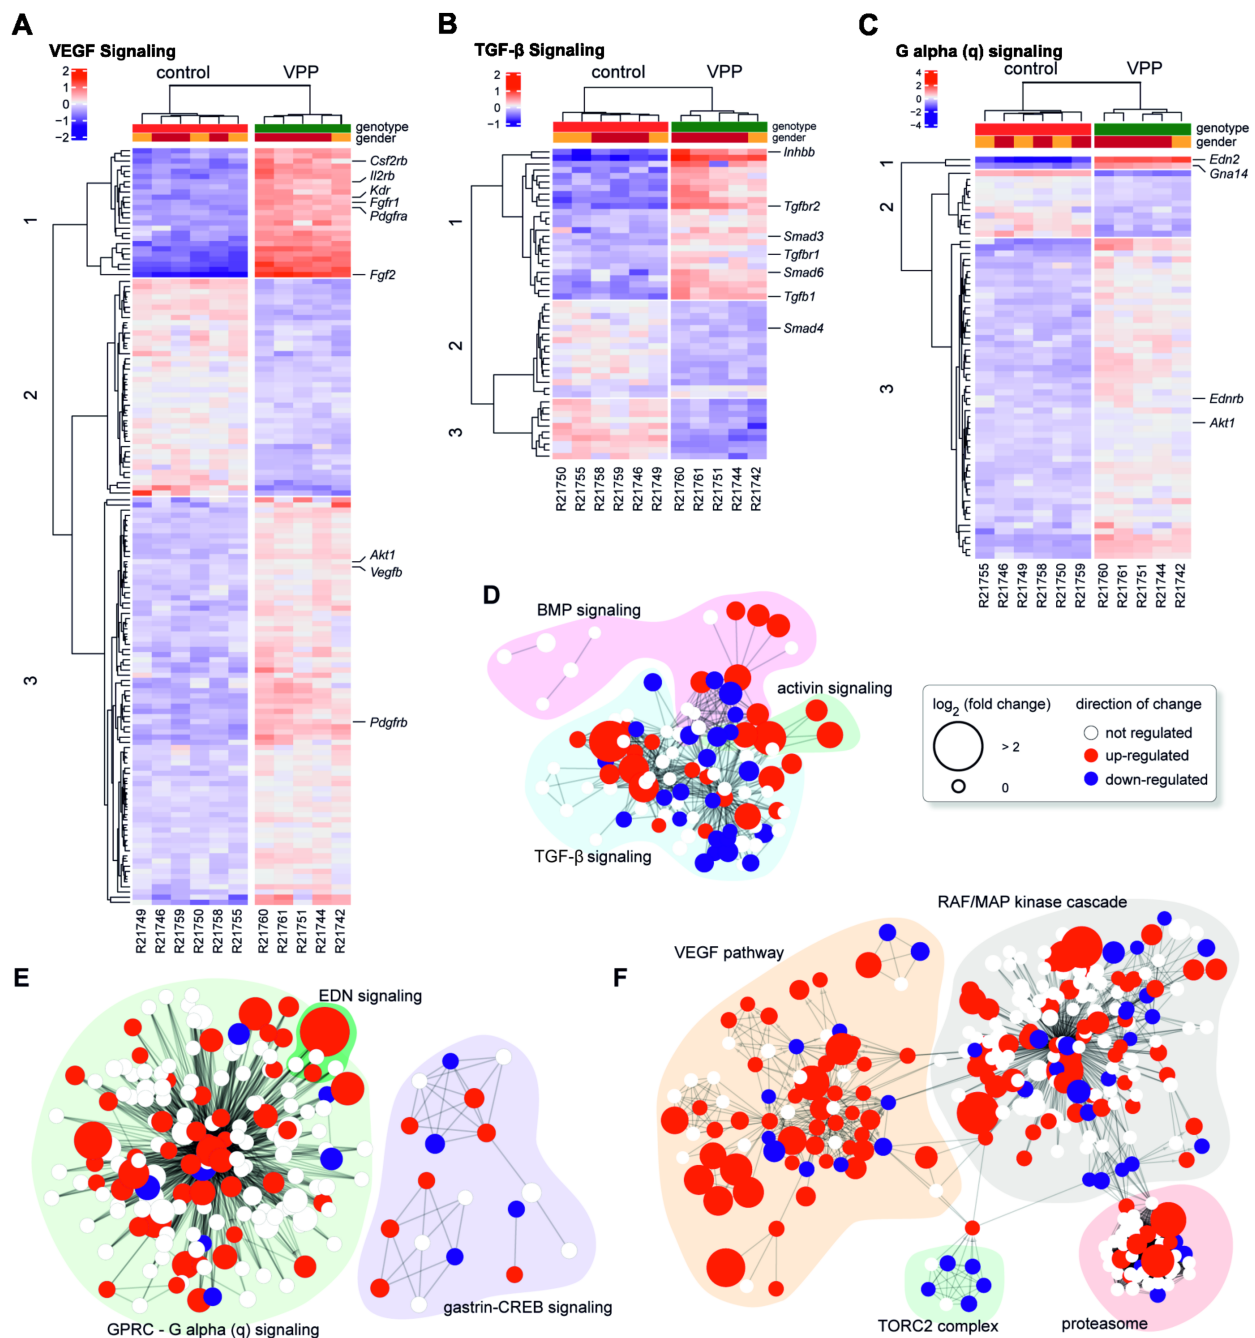 A
VEGF Signaling
control
VPP
2
1
0
−1
−2
genotype
gender
Csf2rb
Il2rb
Kdr
Fgfr1
Pdgfra
Fgf2
Akt1
Vegfb
Pdgfrb
1
2
3
R21749
R21746
R21759
R21750
R21758
R21755
R21760
R21761
R21751
R21744
R21742
B
TGF-β Signaling
control
VPP
2
1
0
−1
genotype
gender
Inhbb
Tgfbr2
Smad3
Tgfbr1
Smad6
Tgfb1
Smad4
1
2
3
R21750
R21755
R21758
R21759
R21746
R21749
R21760
R21761
R21751
R21744
R21742
C
G alpha (q) signaling
control
VPP
4
2
0
−2
−4
genotype
gender
Edn2
Gna14
Ednrb
Akt1
1
2
3
R21755
R21746
R21749
R21758
R21750
R21759
R21760
R21761
R21751
R21744
R21742
D
BMP signaling
activin signaling
TGF-β signaling
log2 (fold change)
> 2
0
direction of change
not regulated
up-regulated
down-regulated
E
EDN signaling
gastrin-CREB signaling
GPRC - G alpha (q) signaling
F
VEGF pathway
RAF/MAP kinase cascade
TORC2 complex
proteasome